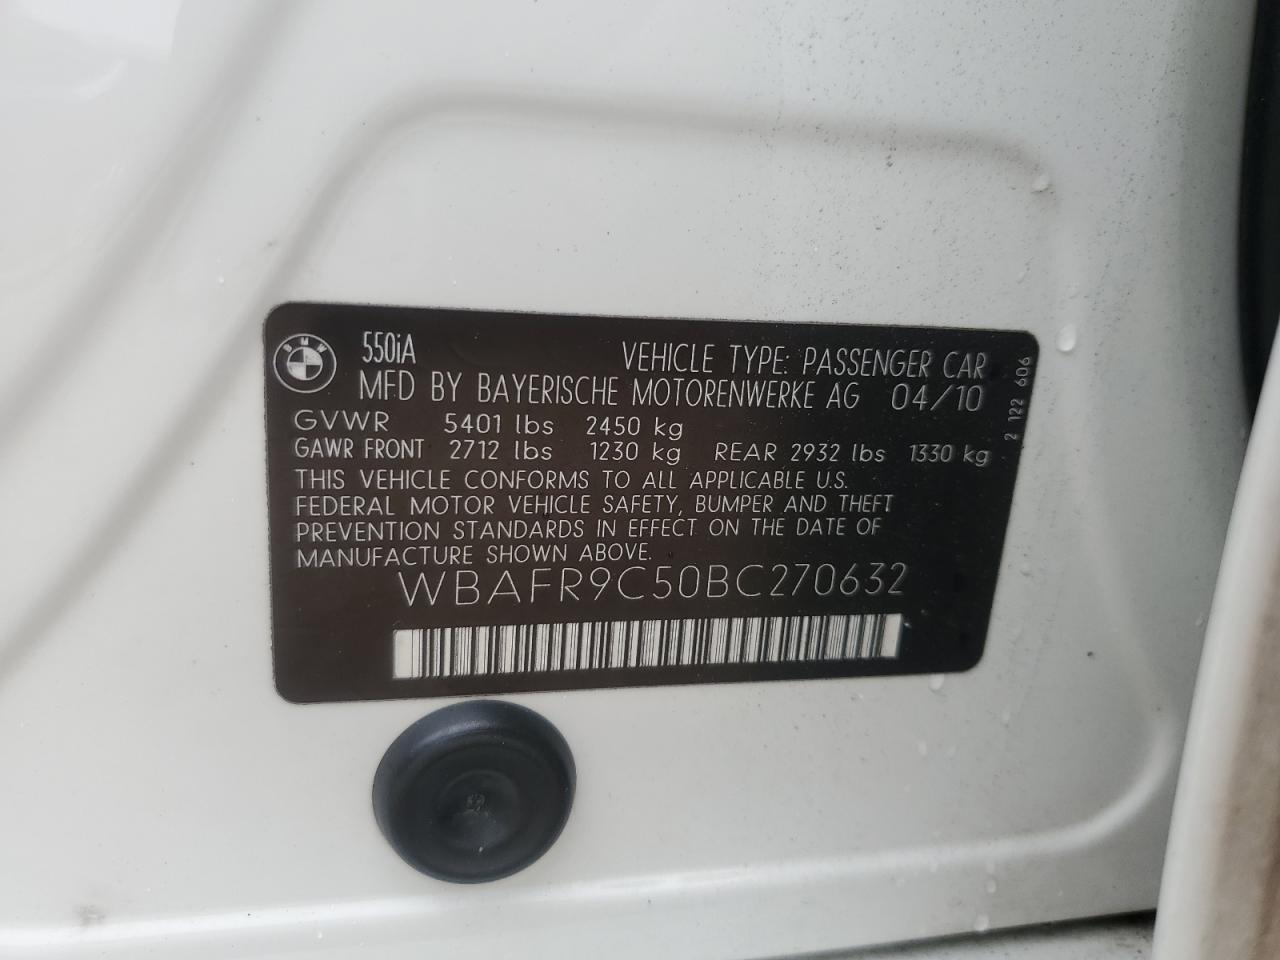 BMW
550iA VEHICLE TYPE: PASSENGER CAR
MFD BY BAYERISCHE MOTORENWERKE AG 04/10
GVWR 5401 lbs 2450 kg
GAWR FRONT 2712 lbs 1230 kg REAR 2932 lbs 1330 kg
THIS VEHICLE CONFORMS TO ALL APPLICABLE U.S.
FEDERAL MOTOR VEHICLE SAFETY, BUMPER AND THEFT
PREVENTION STANDARDS IN EFFECT ON THE DATE OF
MANUFACTURE SHOWN ABOVE.
WBAFR9C50BC270632
2 122 606